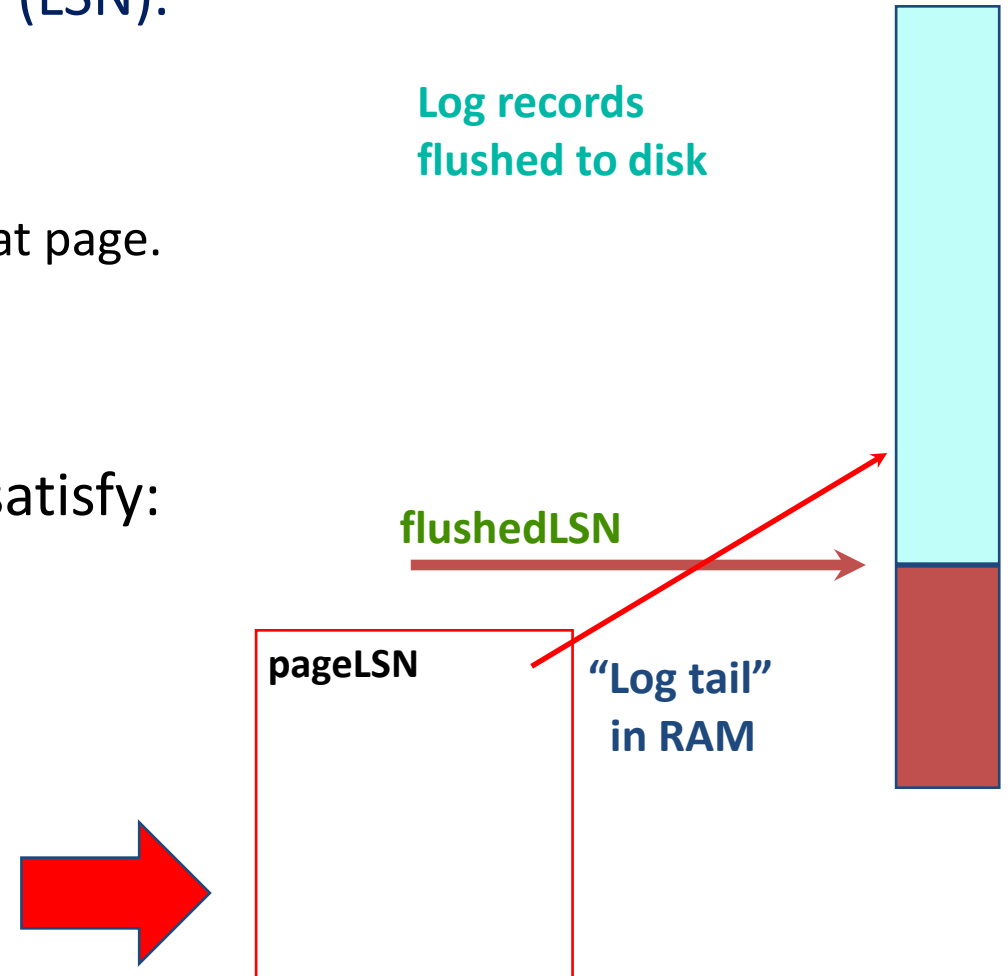 (LSN).
Log records
flushed to disk
at page.
satisfy:
flushedLSN
pageLSN
“Log tail”
in RAM